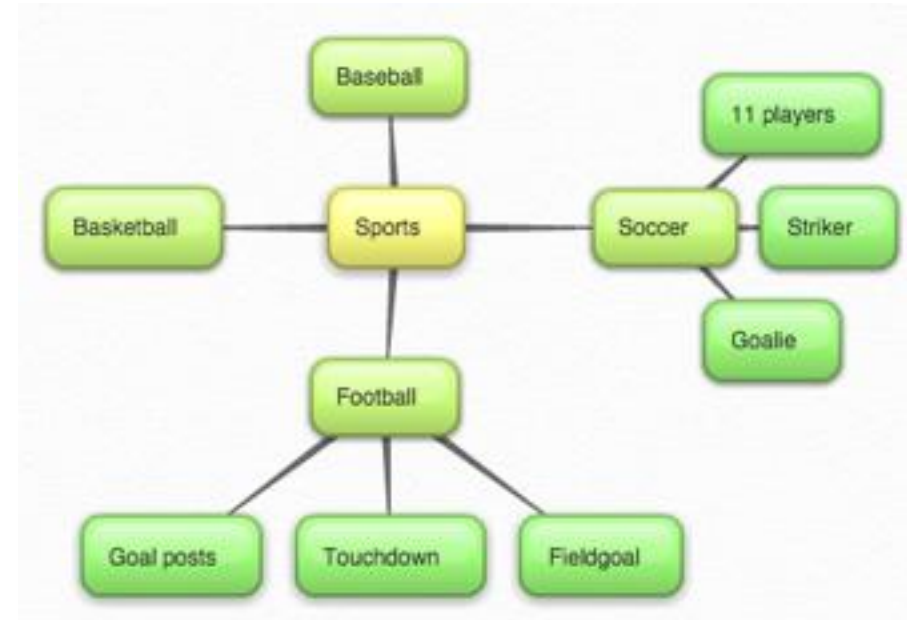 Baseball
11 players
Basketball
Sports
Soccer
Striker
Goalie
Football
Goal posts
Touchdown
Fieldgoal